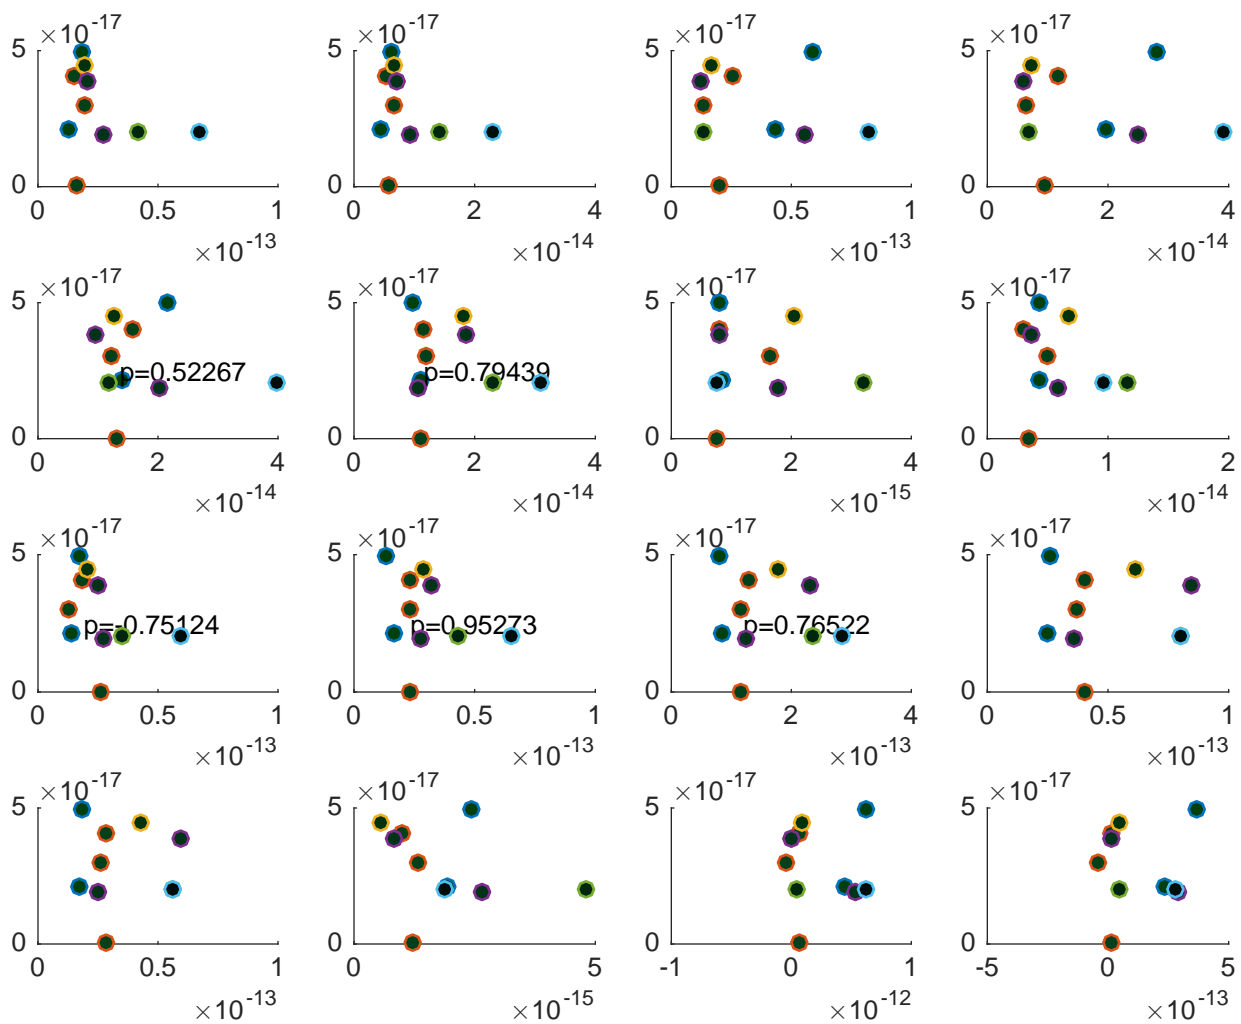 ×10-17 ×10-17 ×10-17 ×10-17
5 5 5 5
0 0 0 0
0 0.5 1 0 2 4 0 0.5 1 0 2 4
×10-13 ×10-14 ×10-13 ×10-14
×10-17 ×10-17 ×10-17 ×10-17
5 5 5 5
p=0.52267 p=0.79439
0 0 0 0
0 2 4 0 2 4 0 2 4 0 1 2
×10-14 ×10-14 ×10-15 ×10-14
×10-17 ×10-17 ×10-17 ×10-17
5 5 5 5
p=-0.75124 p=0.95273 p=0.76522
0 0 0 0
0 0.5 1 0 0.5 1 0 2 4 0 0.5 1
×10-13 ×10-13 ×10-13 ×10-13
×10-17 ×10-17 ×10-17 ×10-17
5 5 5 5
0 0 0 0
0 0.5 1 0 5 -1 0 1 -5 0 5
×10-13 ×10-15 ×10-12 ×10-13